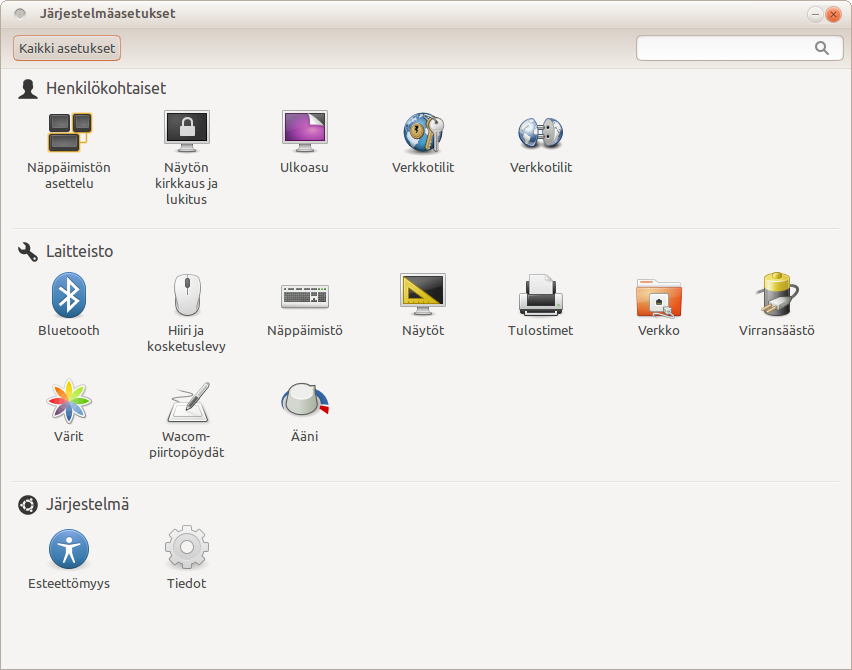 Järjestelmäasetukset
Kaikki asetukset
Henkilökohtaiset
Näppäimistön
asettelu
Näytön
kirkkaus ja
lukitus
Ulkoasu
Verkkotilit
Verkkotilit
Laitteisto
Bluetooth
Hiiri ja
kosketuslevy
Näppäimistö
Näytöt
Tulostimet
Verkko
Virransäästö
Värit
Wacom-
piirtopöydät
Ääni
Järjestelmä
Esteettömyys
Tiedot